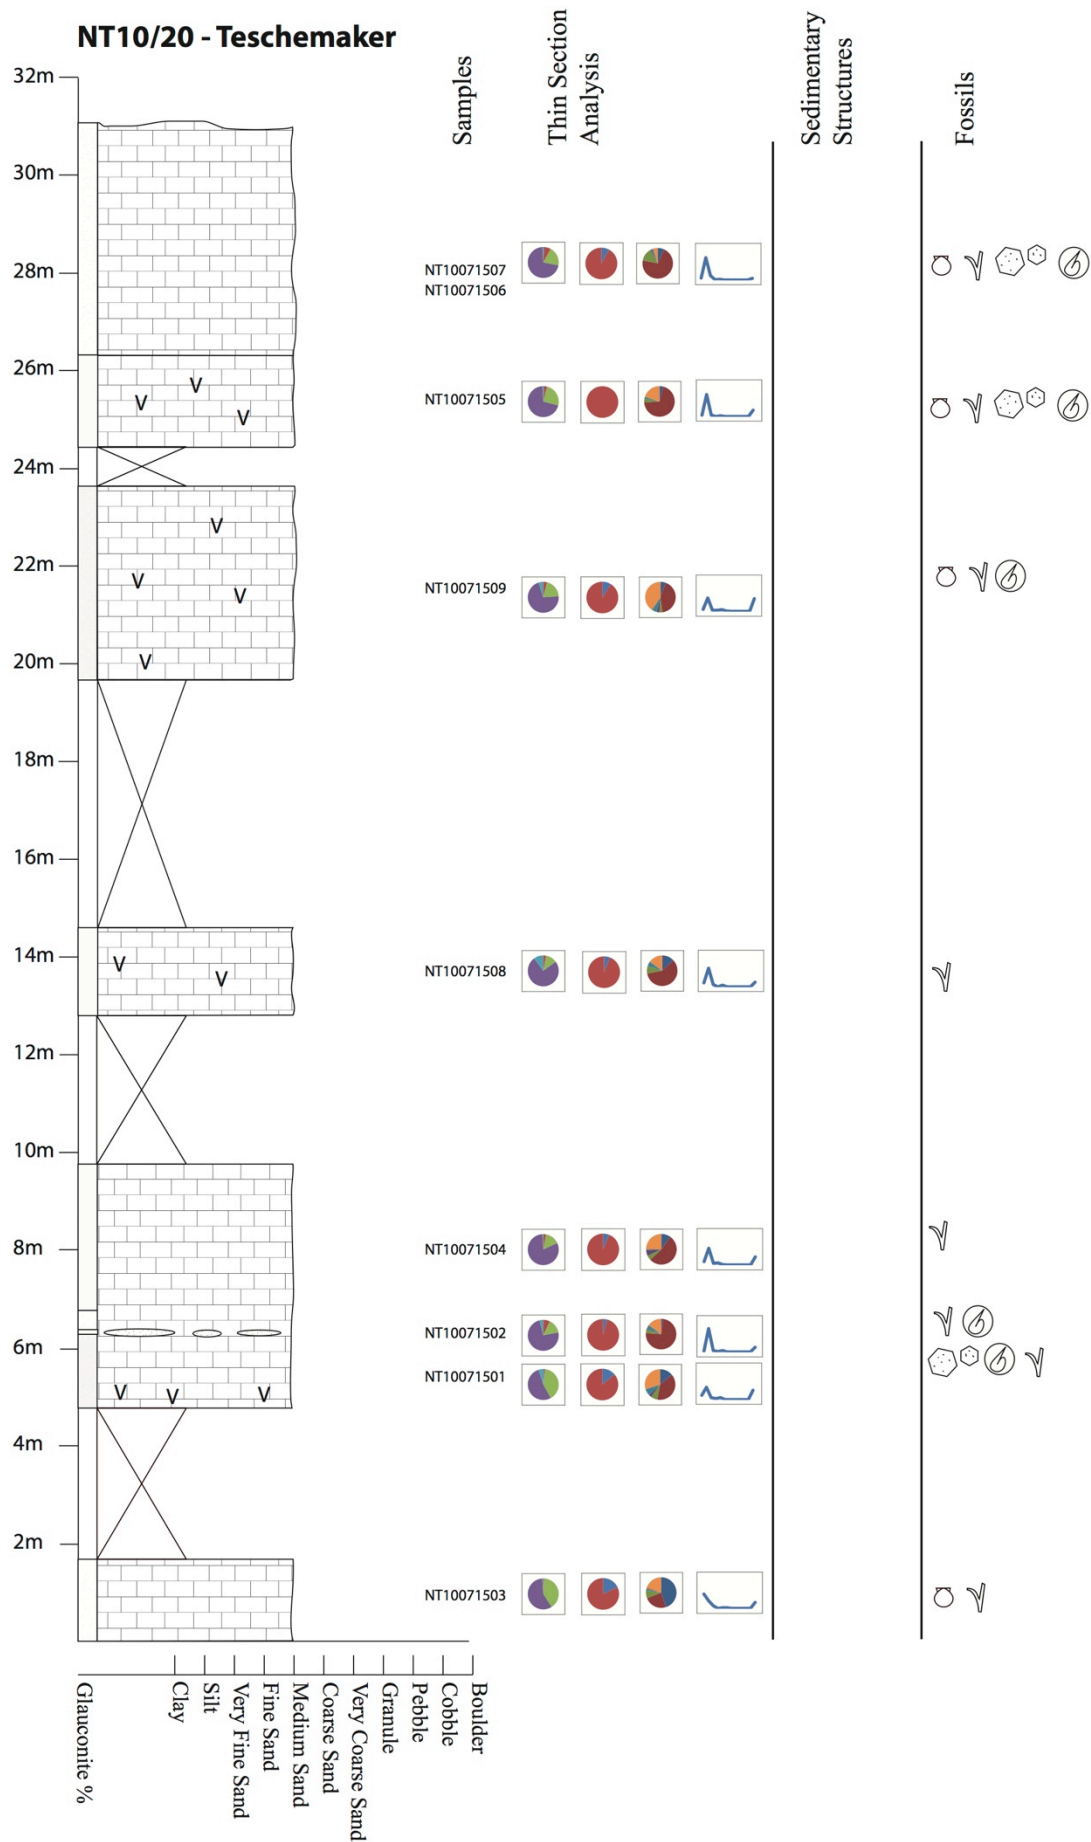 NT10/20 - Teschemaker
Samples
Thin Section
Analysis
Sedimentary
Structures
Fossils
32m
30m
28m
NT10071507
NT10071506
26m
V
V
V
NT10071505
24m
V
22m
V
V
NT10071509
20m
V
18m
16m
14m
V
V
NT10071508
12m
10m
8m
NT10071504
6m
NT10071502
V
V
V
NT10071501
4m
2m
NT10071503
Glauconite %
Clay
Silt
Very Fine Sand
Fine Sand
Medium Sand
Coarse Sand
Very Coarse Sand
Granule
Pebble
Cobble
Boulder